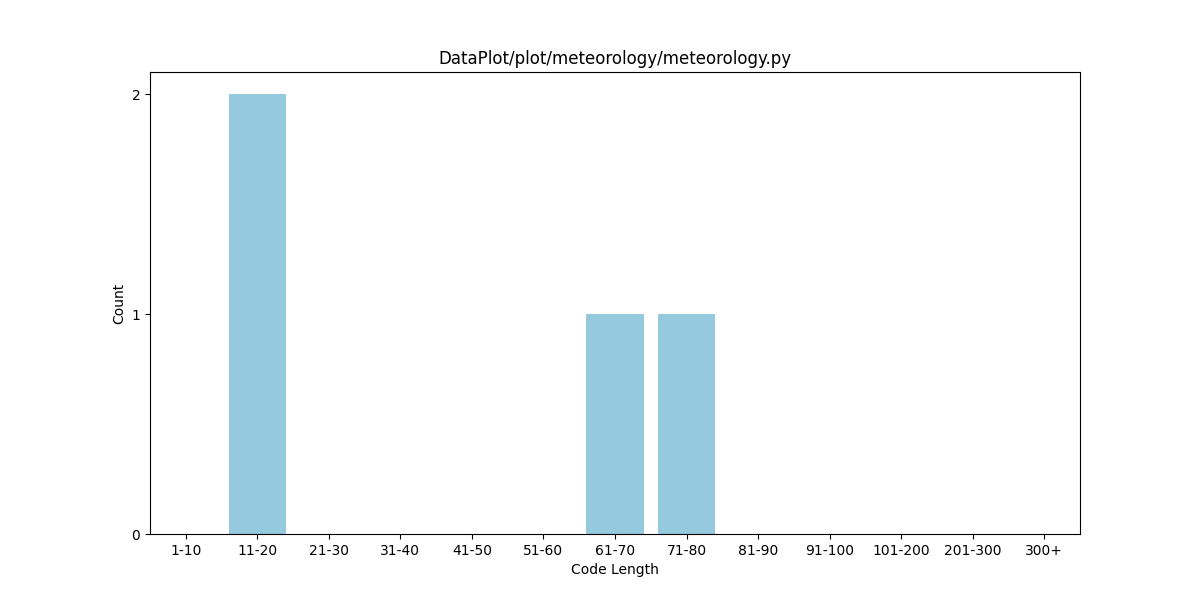 DataPlot/plot/meteorology/meteorology.py
2
1
0
Count
1-10 11-20 21-30 31-40 41-50 51-60 61-70 71-80 81-90 91-100 101-200 201-300 300+
Code Length